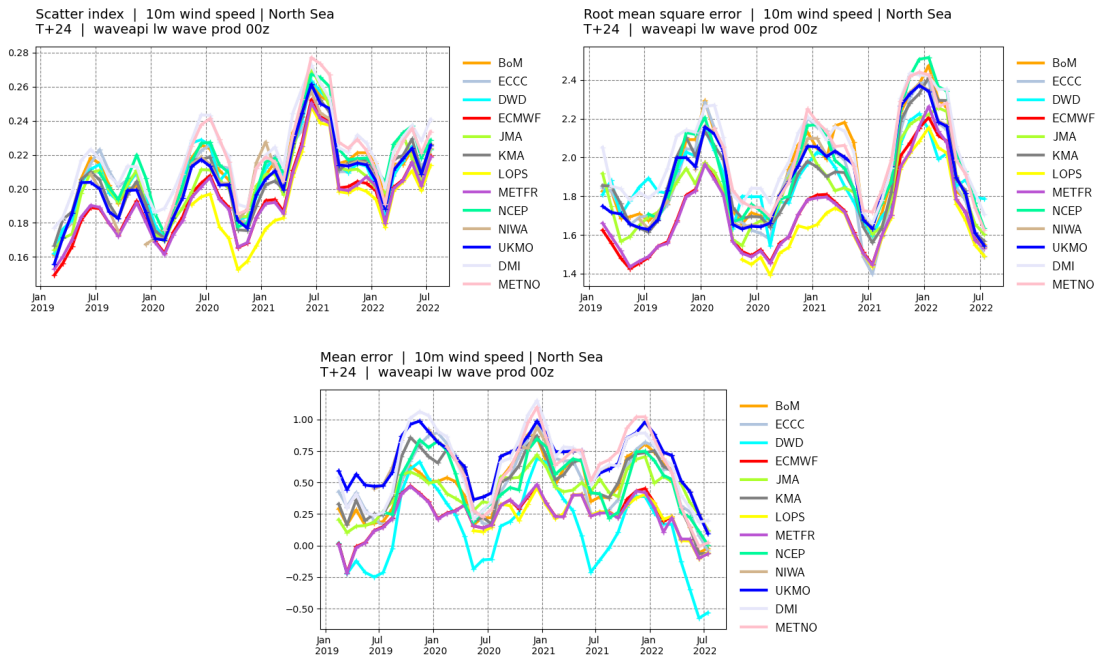 Scatter index | 10m wind speed | North Sea
T+24 | waveapi lw wave prod 00z
0.28
0.26
0.24
0.22
0.20
0.18
0.16
Jan
2019
Jul
2019
Jan
2020
Jul
2020
Jan
2021
Jul
2021
Jan
2022
Jul
2022
BoM
ECCC
DWD
ECMWF
JMA
KMA
LOPS
METFR
NCEP
NIWA
UKMO
DMI
METNO
Root mean square error | 10m wind speed | North Sea
T+24 | waveapi lw wave prod 00z
2.4
2.2
2.0
1.8
1.6
1.4
Jan
2019
Jul
2019
Jan
2020
Jul
2020
Jan
2021
Jul
2021
Jan
2022
Jul
2022
BoM
ECCC
DWD
ECMWF
JMA
KMA
LOPS
METFR
NCEP
NIWA
UKMO
DMI
METNO
Mean error | 10m wind speed | North Sea
T+24 | waveapi lw wave prod 00z
1.00
0.75
0.50
0.25
0.00
−0.25
−0.50
Jan
2019
Jul
2019
Jan
2020
Jul
2020
Jan
2021
Jul
2021
Jan
2022
Jul
2022
BoM
ECCC
DWD
ECMWF
JMA
KMA
LOPS
METFR
NCEP
NIWA
UKMO
DMI
METNO